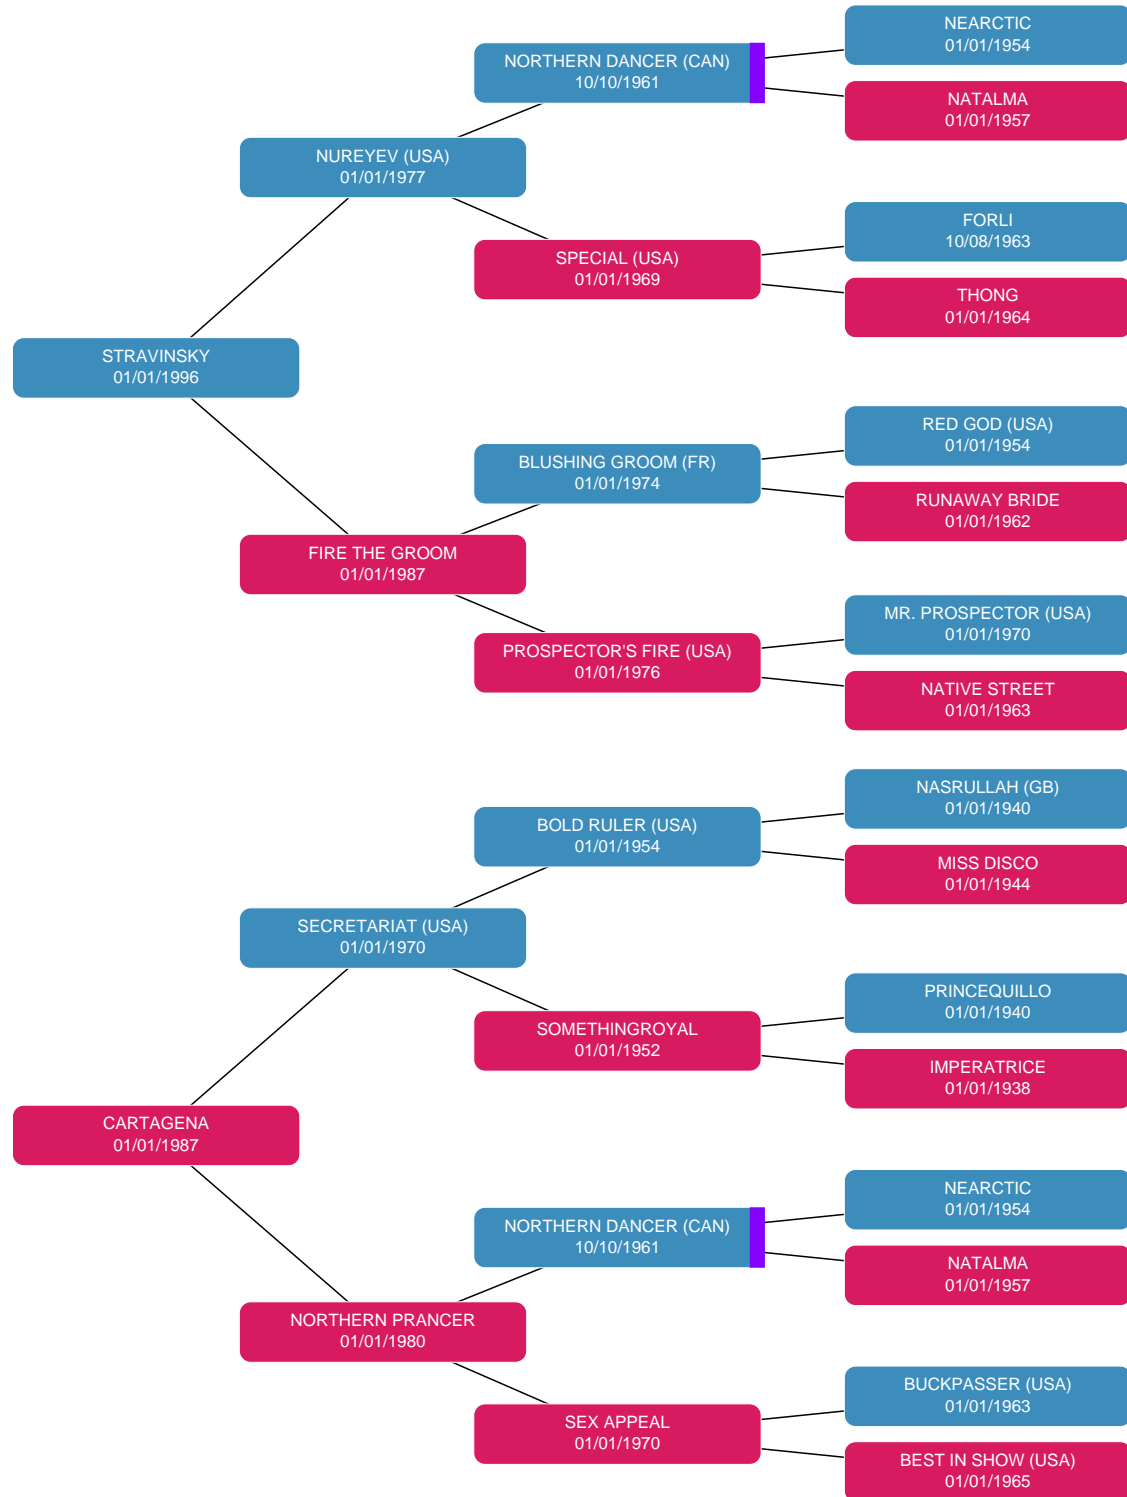 NEARCTIC
01/01/1954
NORTHERN DANCER (CAN)
10/10/1961
NATALMA
01/01/1957
NUREYEV (USA)
01/01/1977
FORLI
10/08/1963
SPECIAL (USA)
01/01/1969
THONG
01/01/1964
STRAVINSKY
01/01/1996
RED GOD (USA)
01/01/1954
BLUSHING GROOM (FR)
01/01/1974
RUNAWAY BRIDE
01/01/1962
FIRE THE GROOM
01/01/1987
MR. PROSPECTOR (USA)
01/01/1970
PROSPECTOR'S FIRE (USA)
01/01/1976
NATIVE STREET
01/01/1963
NASRULLAH (GB)
01/01/1940
BOLD RULER (USA)
01/01/1954
MISS DISCO
01/01/1944
SECRETARIAT (USA)
01/01/1970
PRINCEQUILLO
01/01/1940
SOMETHINGROYAL
01/01/1952
IMPERATRICE
01/01/1938
CARTAGENA
01/01/1987
NEARCTIC
01/01/1954
NORTHERN DANCER (CAN)
10/10/1961
NATALMA
01/01/1957
NORTHERN PRANCER
01/01/1980
BUCKPASSER (USA)
01/01/1963
SEX APPEAL
01/01/1970
BEST IN SHOW (USA)
01/01/1965